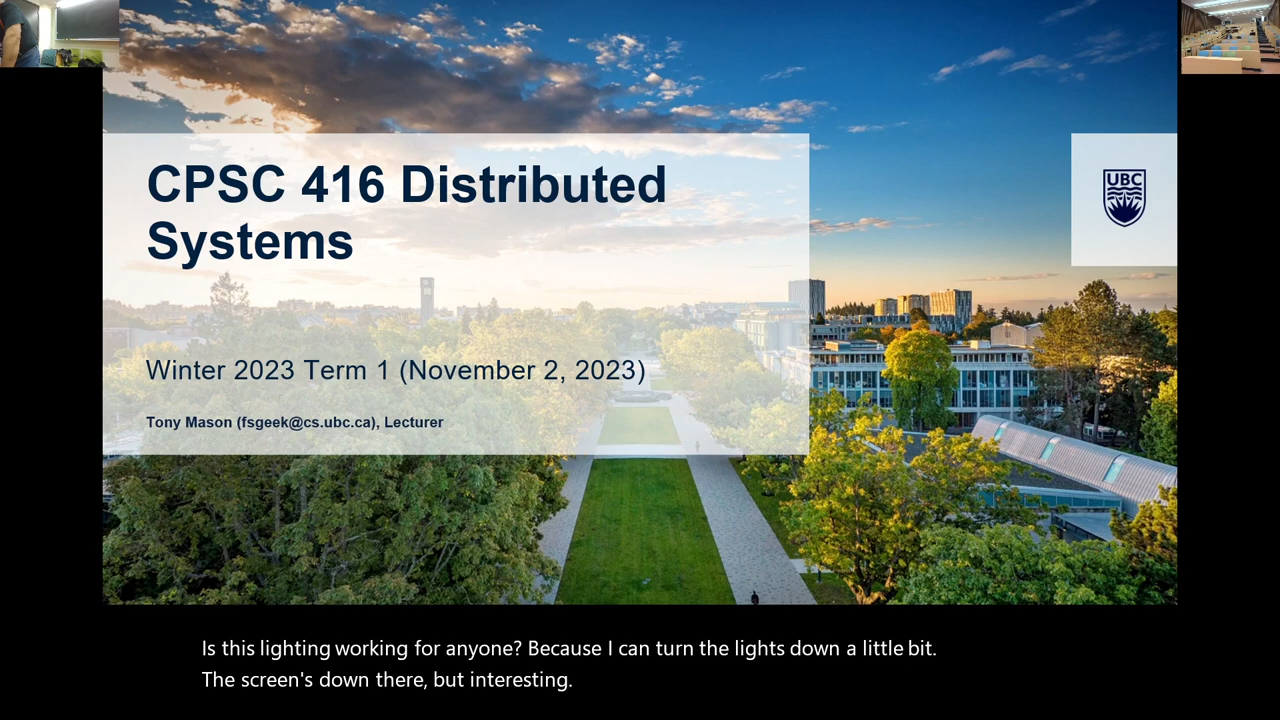 CPSC 416 Distributed
Systems
UBC
Winter 2023 Term 1 (November 2, 2023)
Tony Mason (fsgeek@cs.ubc.ca), Lecturer
Is this lighting working for anyone? Because I can turn the lights down a little bit.
The screen's down there, but interesting.